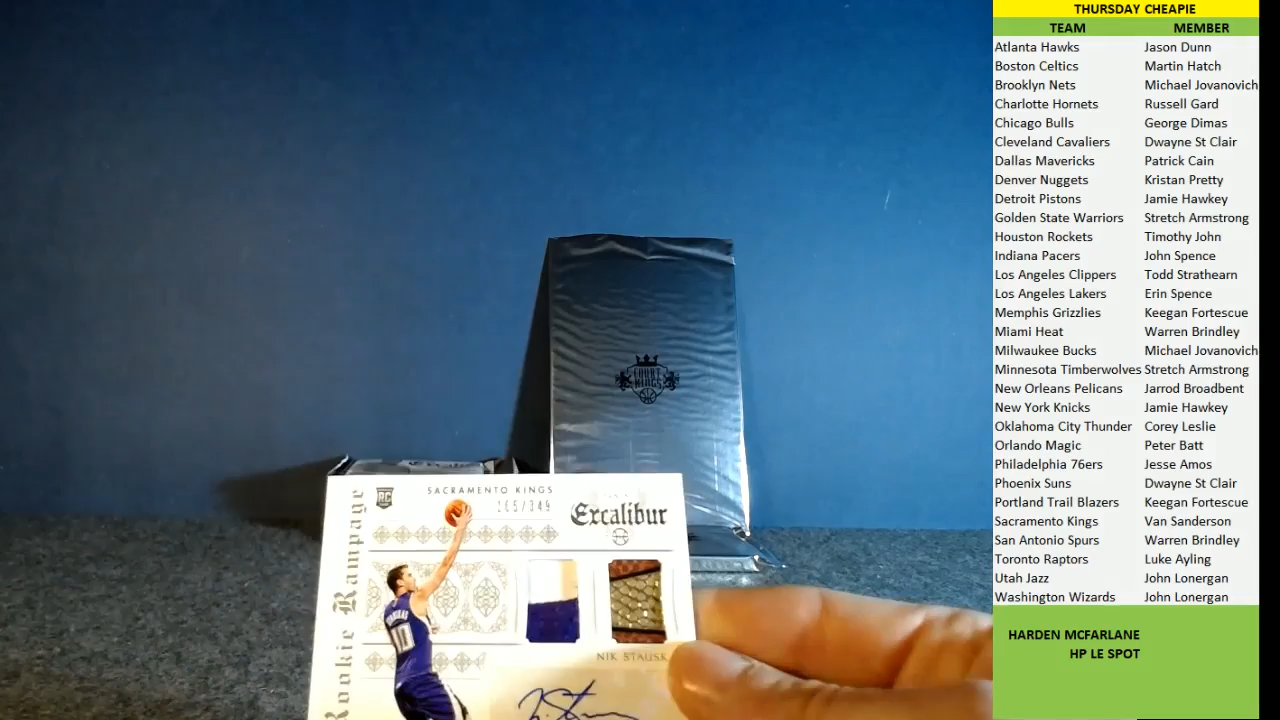 THURSDAY CHEAPIE
TEAM MEMBER
Atlanta Hawks Jason Dunn
Boston Celtics Martin Hatch
Brooklyn Nets Michael Jovanovich
Charlotte Hornets Russell Gard
Chicago Bulls George Dimas
Cleveland Cavaliers Dwayne St Clair
Dallas Mavericks Patrick Cain
Denver Nuggets Kristan Pretty
Detroit Pistons Jamie Hawkey
Golden State Warriors Stretch Armstrong
Houston Rockets Timothy John
Indiana Pacers John Spence
Los Angeles Clippers Todd Strathearn
Los Angeles Lakers Erin Spence
Memphis Grizzlies Keegan Fortescue
Miami Heat Warren Brindley
Milwaukee Bucks Michael Jovanovich
Minnesota Timberwolves Stretch Armstrong
New Orleans Pelicans Jarrod Broadbent
New York Knicks Jamie Hawkey
Oklahoma City Thunder Corey Leslie
Orlando Magic Peter Batt
Philadelphia 76ers Jesse Amos
Phoenix Suns Dwayne St Clair
Portland Trail Blazers Keegan Fortescue
Sacramento Kings Van Sanderson
San Antonio Spurs Warren Brindley
Toronto Raptors Luke Ayling
Utah Jazz John Lonergan
Washington Wizards John Lonergan
HARDEN MCFARLANE
HP LE SPOT
COURT
KINGS
RC
SACRAMENTO KINGS
Excalibur
Rookie Rampage
NIK STAUSK